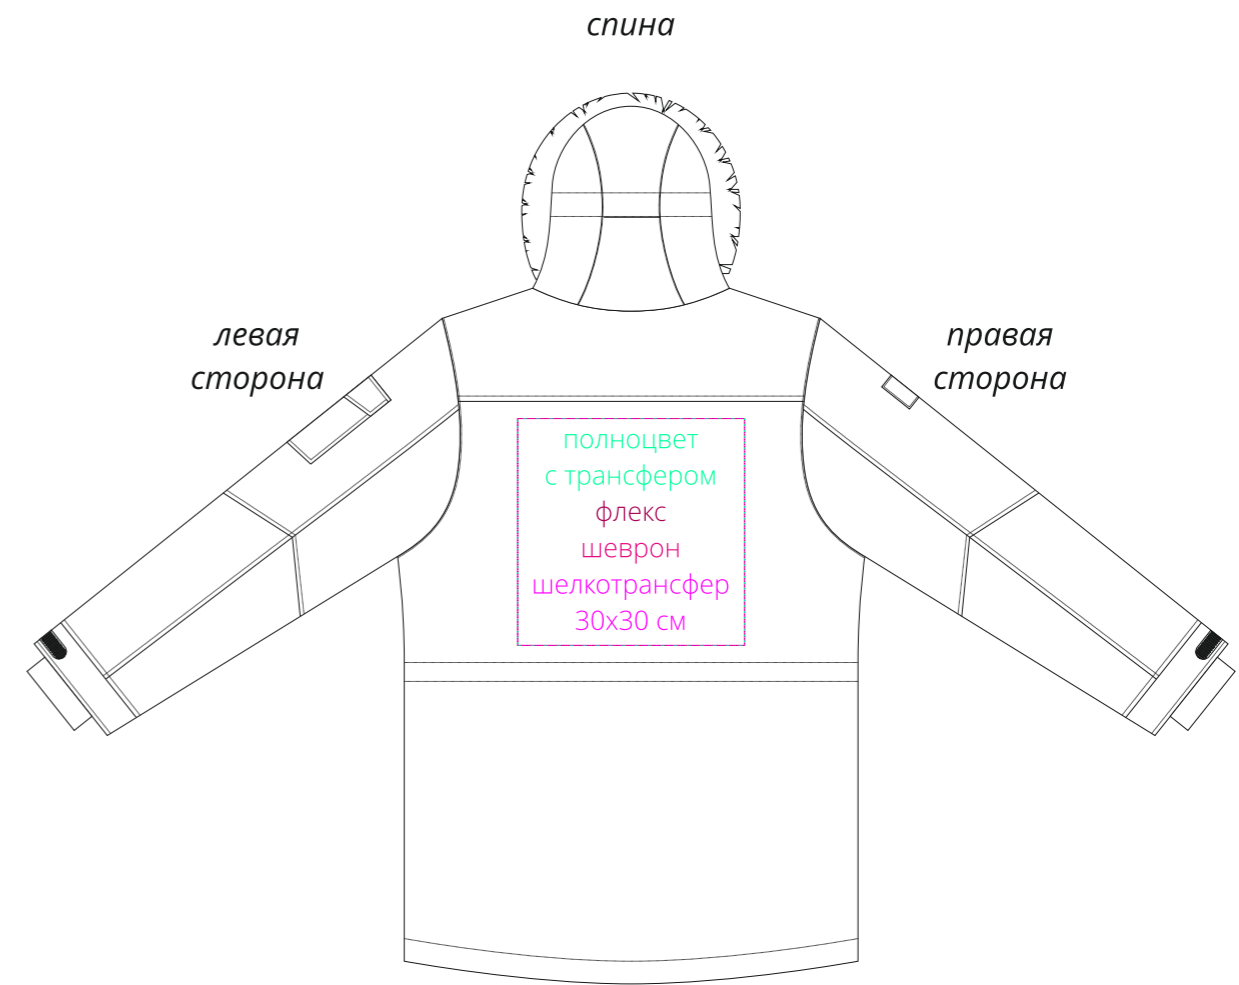 спина
левая
сторона
правая
сторона
полноцвет
с трансфером
флекс
шеврон
шелкотрансфер
30х30 см